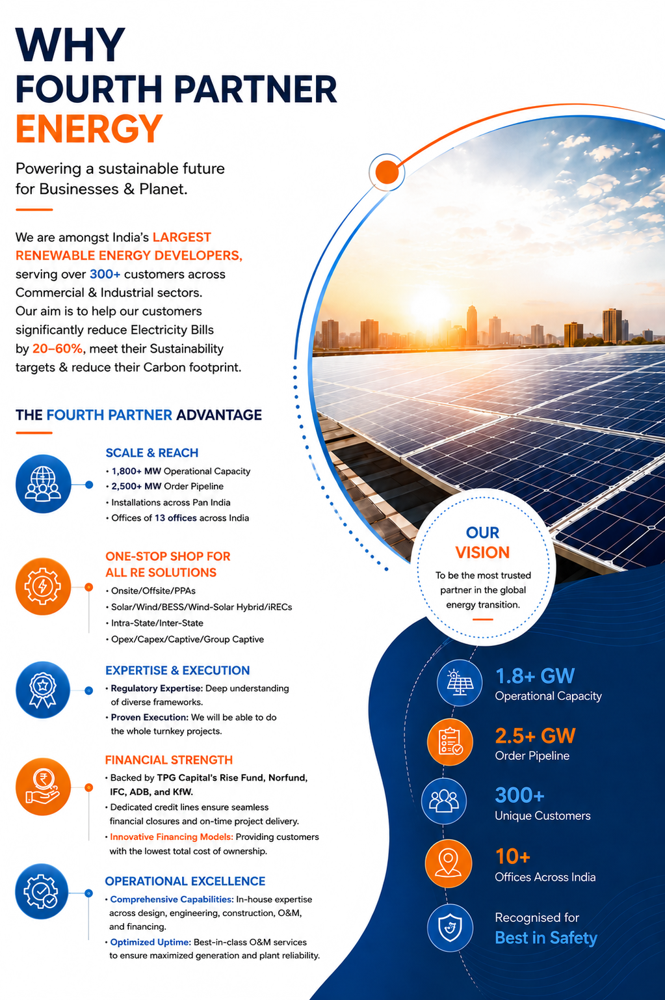 WHY
FOURTH PARTNER
ENERGY
Powering a sustainable future
for Businesses & Planet.
We are amongst India's LARGEST
RENEWABLE ENERGY DEVELOPERS,
serving over 300+ customers across
Commercial & Industrial sectors.
Our aim is to help our customers
significantly reduce Electricity Bills
by 20–60%, meet their Sustainability
targets & reduce their Carbon footprint.
THE FOURTH PARTNER ADVANTAGE
SCALE & REACH
• 1,800+ MW Operational Capacity
• 2,500+ MW Order Pipeline
• Installations across Pan India
• Offices of 13 offices across India
ONE-STOP SHOP FOR
ALL RE SOLUTIONS
• Onsite/Offsite/PPAs
• Solar/Wind/BESS/Wind-Solar Hybrid/iRECs
• Intra-State/Inter-State
• Opex/Capex/Captive/Group Captive
EXPERTISE & EXECUTION
• Regulatory Expertise: Deep understanding
of diverse frameworks.
• Proven Execution: We will be able to do
the whole turnkey projects.
₹
FINANCIAL STRENGTH
• Backed by TPG Capital's Rise Fund, Norfund,
IFC, ADB, and KfW.
• Dedicated credit lines ensure seamless
financial closures and on-time project delivery.
• Innovative Financing Models: Providing customers
with the lowest total cost of ownership.
OPERATIONAL EXCELLENCE
• Comprehensive Capabilities: In-house expertise
across design, engineering, construction, O&M,
and financing.
• Optimized Uptime: Best-in-class O&M services
to ensure maximized generation and plant reliability.
OUR
VISION
To be the most trusted
partner in the global
energy transition.
1.8+ GW
Operational Capacity
2.5+ GW
Order Pipeline
300+
Unique Customers
10+
Offices Across India
Recognised for
Best in Safety